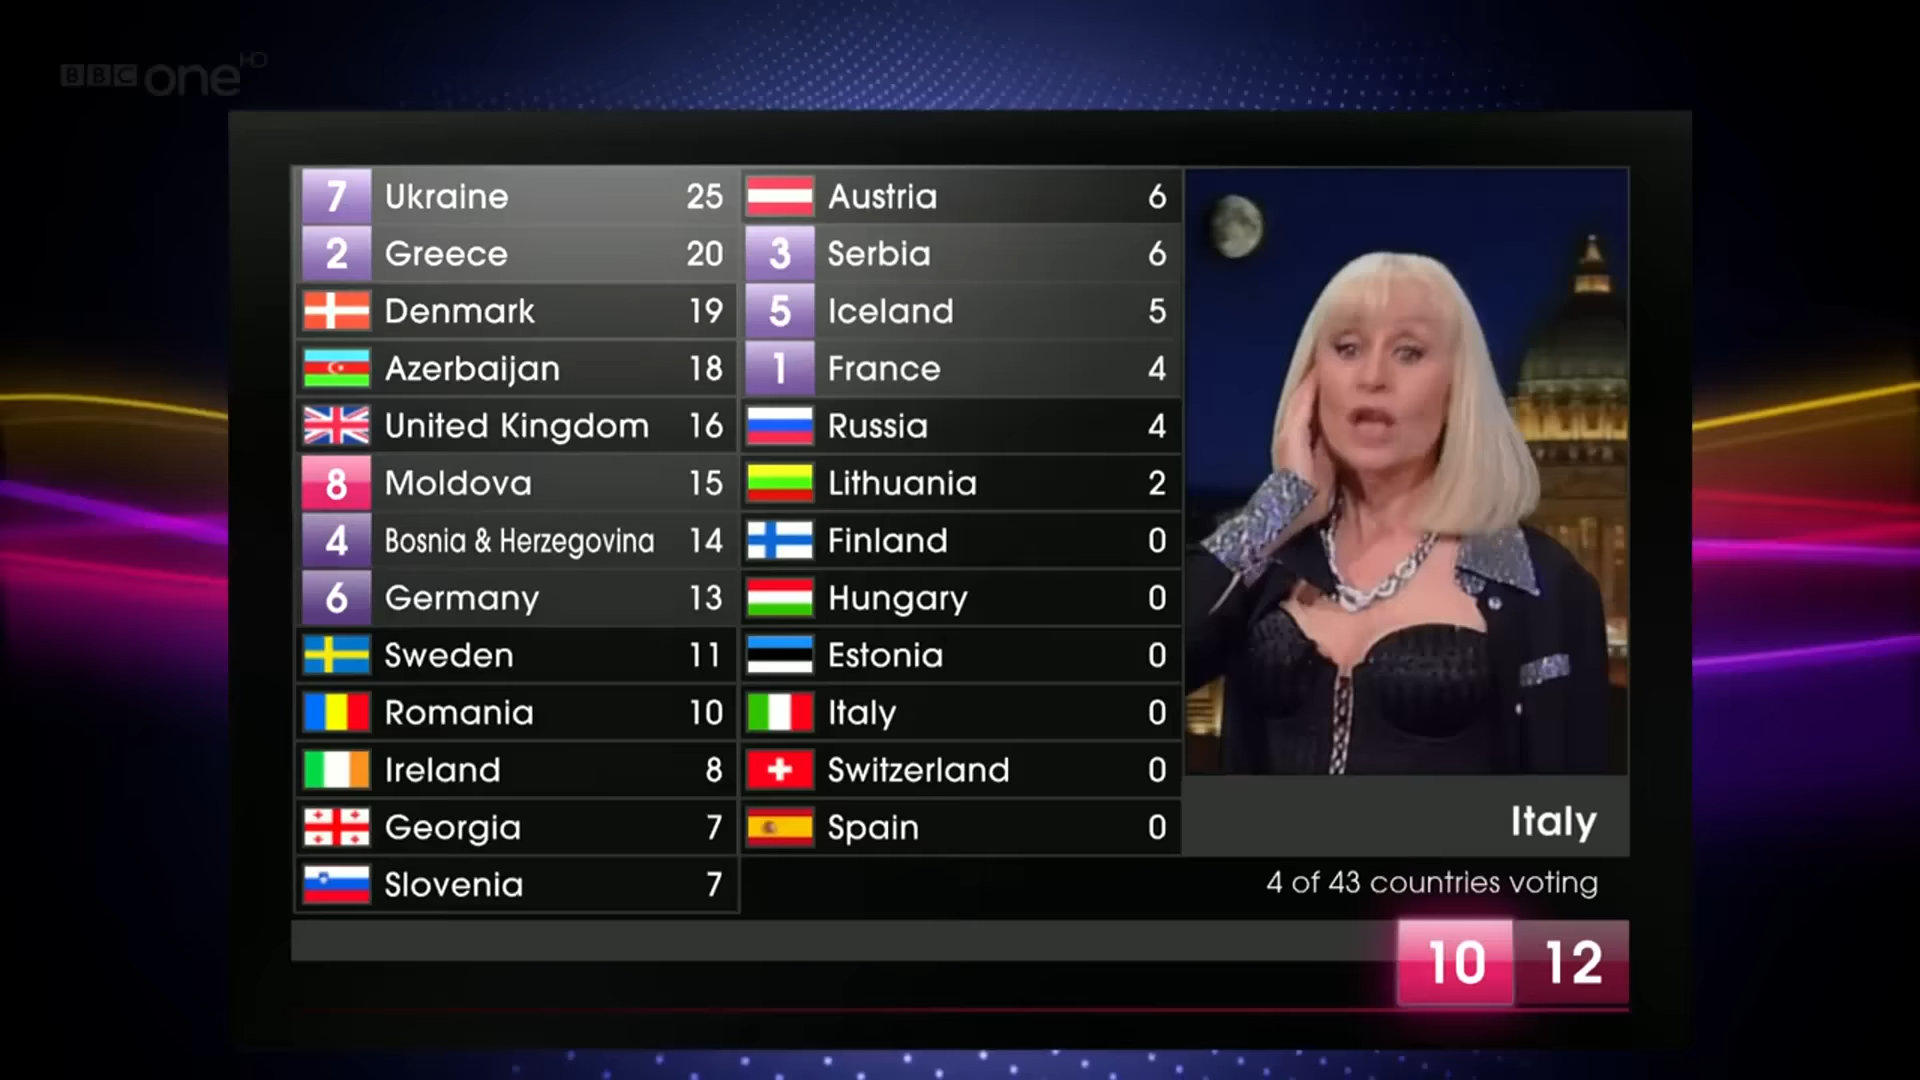 BBC one HD
7 Ukraine 25
2 Greece 20
Denmark 19
Azerbaijan 18
United Kingdom 16
8 Moldova 15
4 Bosnia & Herzegovina 14
6 Germany 13
Sweden 11
Romania 10
Ireland 8
Georgia 7
Slovenia 7
Austria 6
3 Serbia 6
5 Iceland 5
1 France 4
Russia 4
Lithuania 2
Finland 0
Hungary 0
Estonia 0
Italy 0
Switzerland 0
Spain 0
Italy
4 of 43 countries voting
10 12